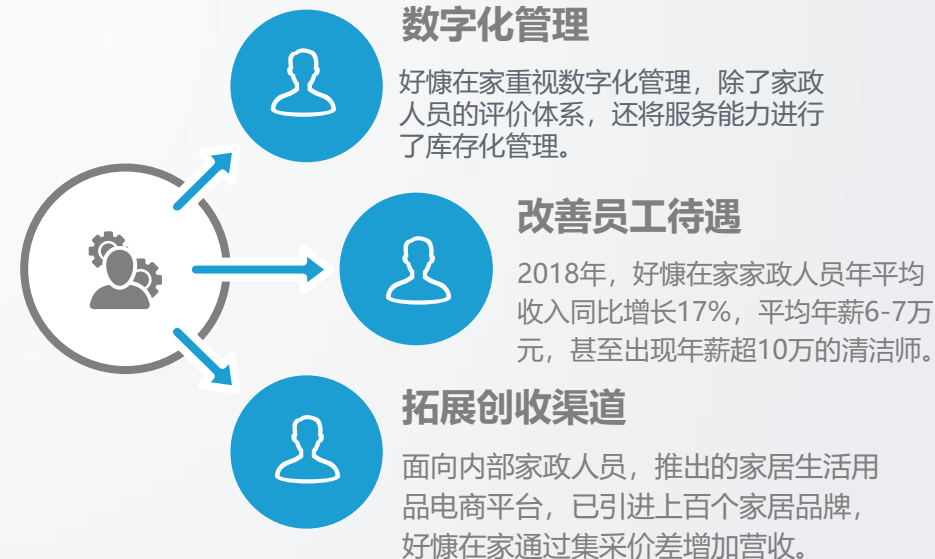 数字化管理
好慷在家重视数字化管理，除了家政
人员的评价体系，还将服务能力进行
了库存化管理。
改善员工待遇
2018年，好慷在家家政人员年平均
收入同比增长17%，平均年薪6-7万
元，甚至出现年薪超10万的清洁师。
拓展创收渠道
面向内部家政人员，推出的家居生活用
品电商平台，已引进上百个家居品牌，
好慷在家通过集采价差增加营收。